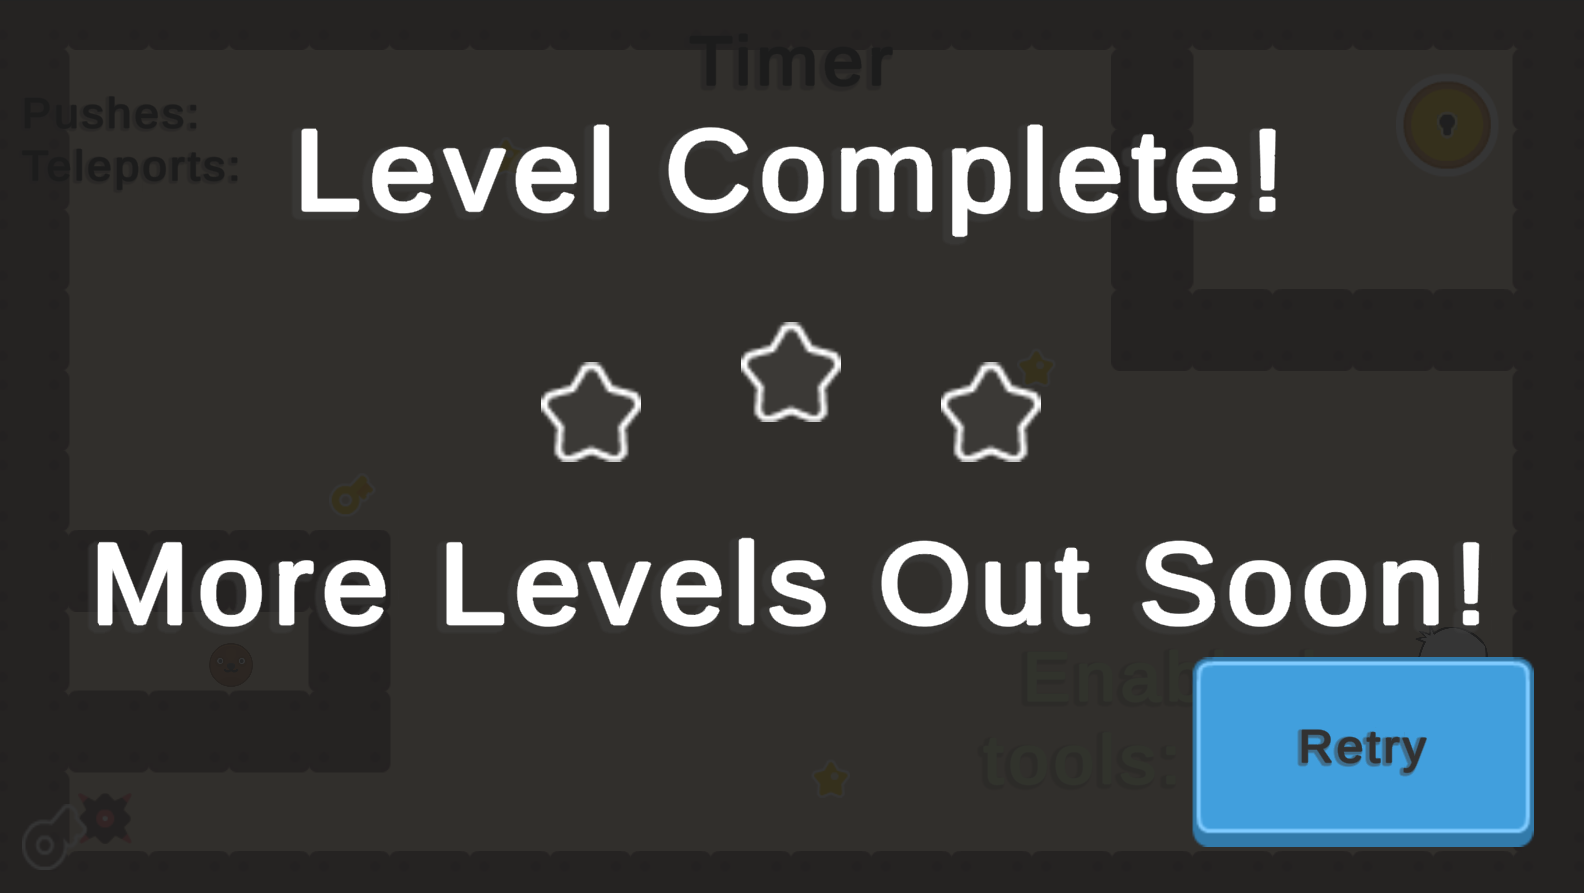 Timer
Pushes:
Teleports:
Level Complete!
More Levels Out Soon!
tools:
Retry